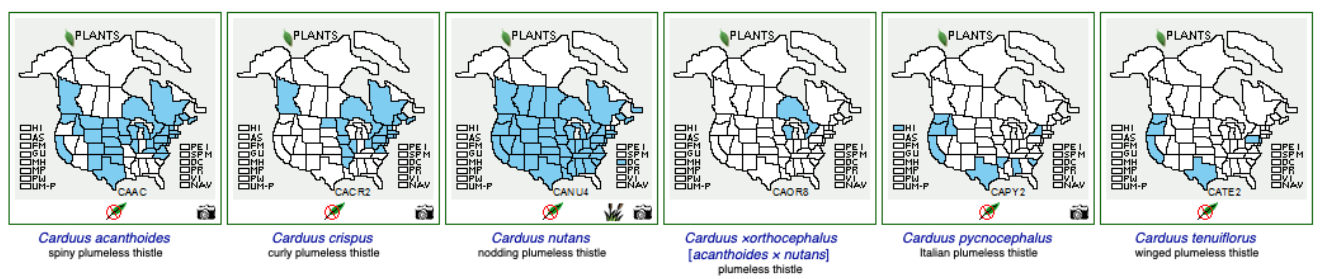 PLANTS
HI
AS
FM
GU
MH
MP
PW
UM-P
PEI
SPM
DC
PR
VI
NAV
CAAC
Carduus acanthoides
spiny plumeless thistle
PLANTS
HI
AS
FM
GU
MH
MP
PW
UM-P
PEI
SPM
DC
PR
VI
NAV
CACR2
Carduus crispus
curly plumeless thistle
PLANTS
HI
AS
FM
GU
MH
MP
PW
UM-P
PEI
SPM
DC
PR
VI
NAV
CANU4
Carduus nutans
nodding plumeless thistle
PLANTS
HI
AS
FM
GU
MH
MP
PW
UM-P
PEI
SPM
DC
PR
VI
NAV
CAOR8
Carduus ×orthocephalus
[acanthoides × nutans]
plumeless thistle
PLANTS
HI
AS
FM
GU
MH
MP
PW
UM-P
PEI
SPM
DC
PR
VI
NAV
CAPY2
Carduus pycnocephalus
Italian plumeless thistle
PLANTS
HI
AS
FM
GU
MH
MP
PW
UM-P
PEI
SPM
DC
PR
VI
NAV
CATE2
Carduus tenuiflorus
winged plumeless thistle